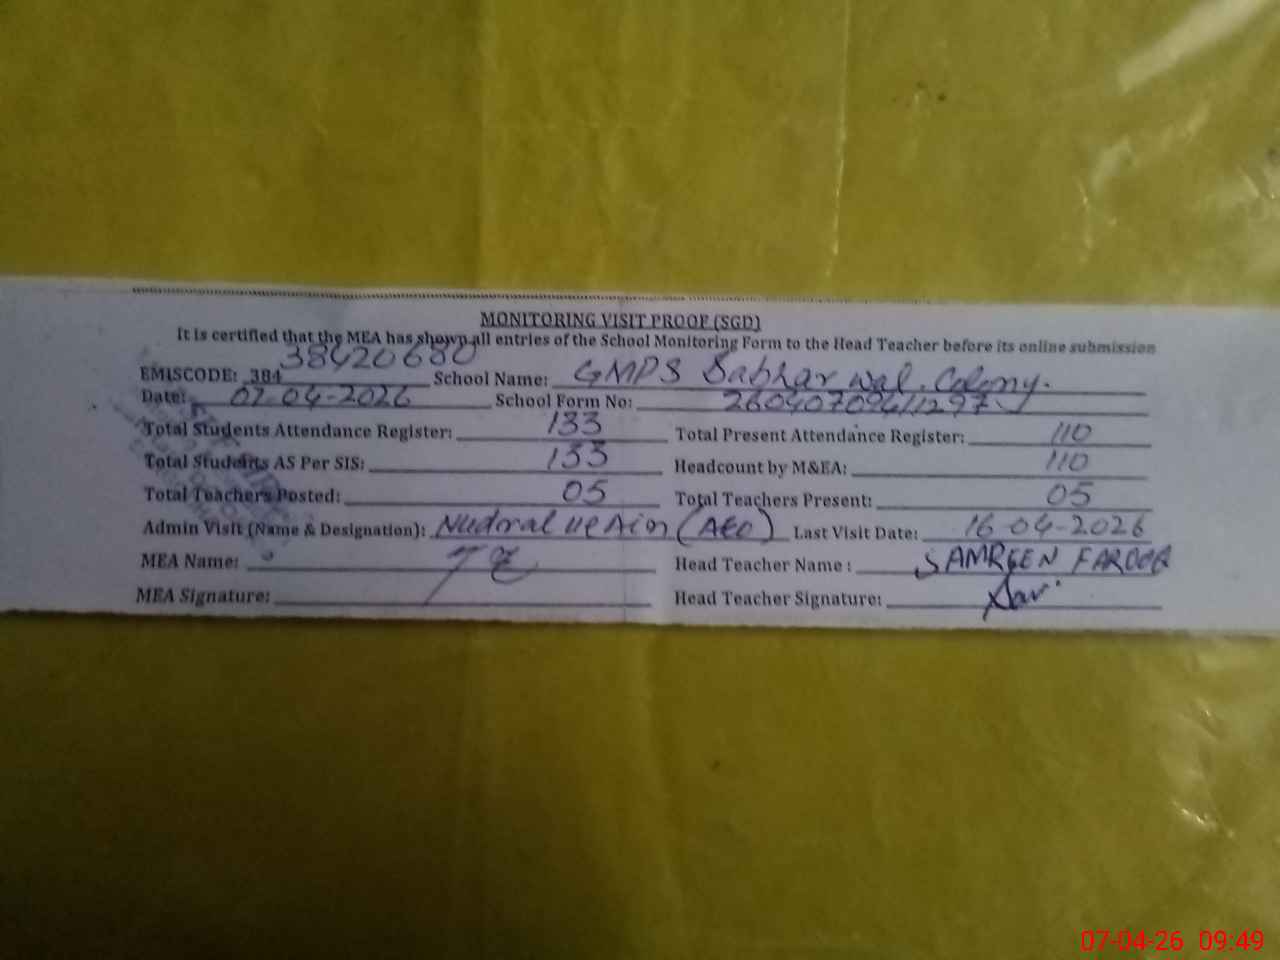 MONITORING VISIT PROOF (SGD)
It is certified that the MEA has shown all entries of the School Monitoring Form to the Head Teacher before its online submission
38420680
EMISCODE: 384 School Name: GMPS Sabharwal Colony.
Date: 07-04-2026 School Form No:
Total Students Attendance Register: 133 Total Present Attendance Register: 110
Total Students AS Per SIS: 133 Headcount by M&EA: 110
Total Teachers Posted: 05 Total Teachers Present: 05
Admin Visit (Name & Designation): (AEO) Last Visit Date: 16-04-2026
MEA Name: Head Teacher Name : SAMREEN FAROOQ
MEA Signature: Head Teacher Signature:
07-04-26 09:49